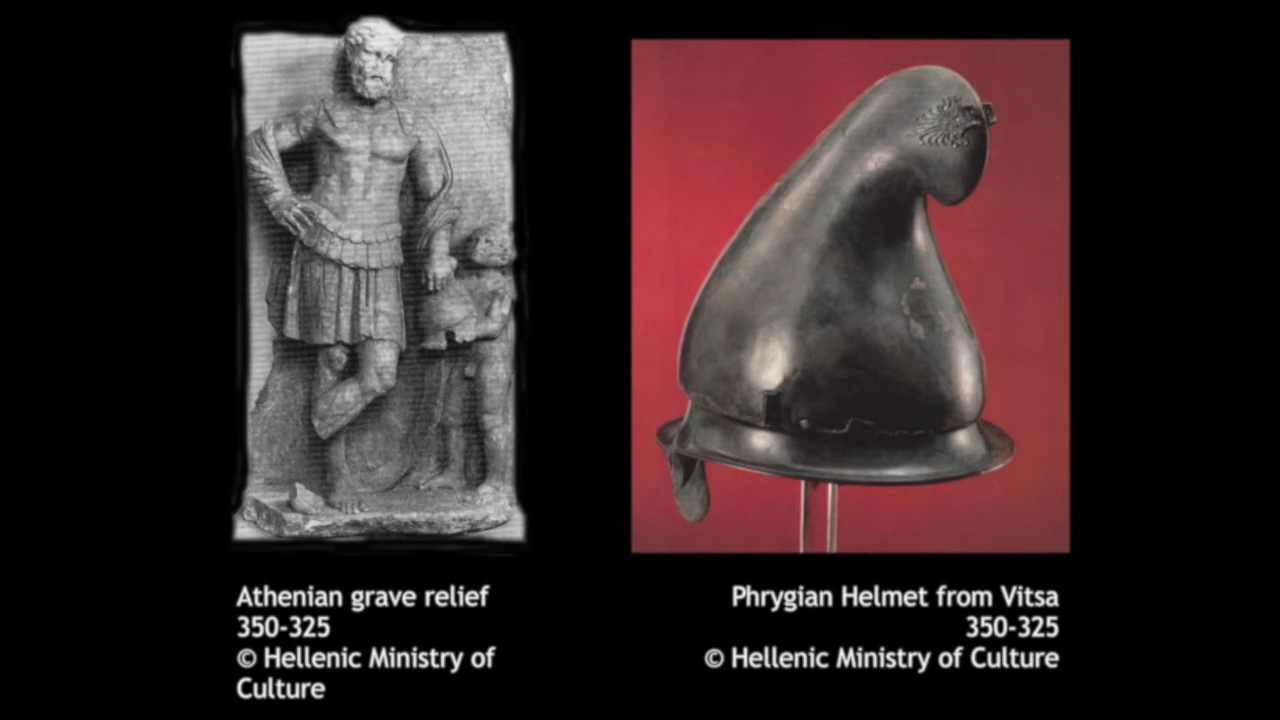 Athenian grave relief
350-325
© Hellenic Ministry of
Culture
Phrygian Helmet from Vitsa
350-325
© Hellenic Ministry of Culture